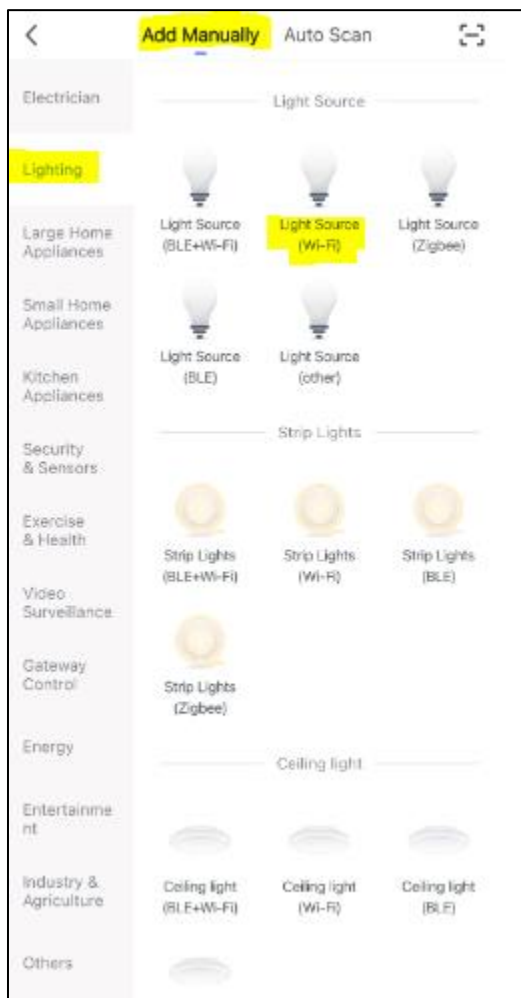 Add Manually Auto Scan
Electrician
Lighting
Large Home
Appliances
Small Home
Appliances
Kitchen
Appliances
Security
& Sensors
Exercise
& Health
Video
Surveillance
Gateway
Control
Energy
Entertainme
nt
Industry &
Agriculture
Others
Light Source
Light Source Light Source Light Source
(BLE+Wi-Fi) (Wi-Fi) (Zigbee)
Light Source Light Source
(BLE) (other)
Strip Lights
Strip Lights Strip Lights Strip Lights
(BLE+Wi-Fi) (Wi-Fi) (BLE)
Strip Lights
(Zigbee)
Ceiling light
Ceiling light Ceiling light Ceiling light
(BLE+Wi-Fi) (Wi-Fi) (BLE)